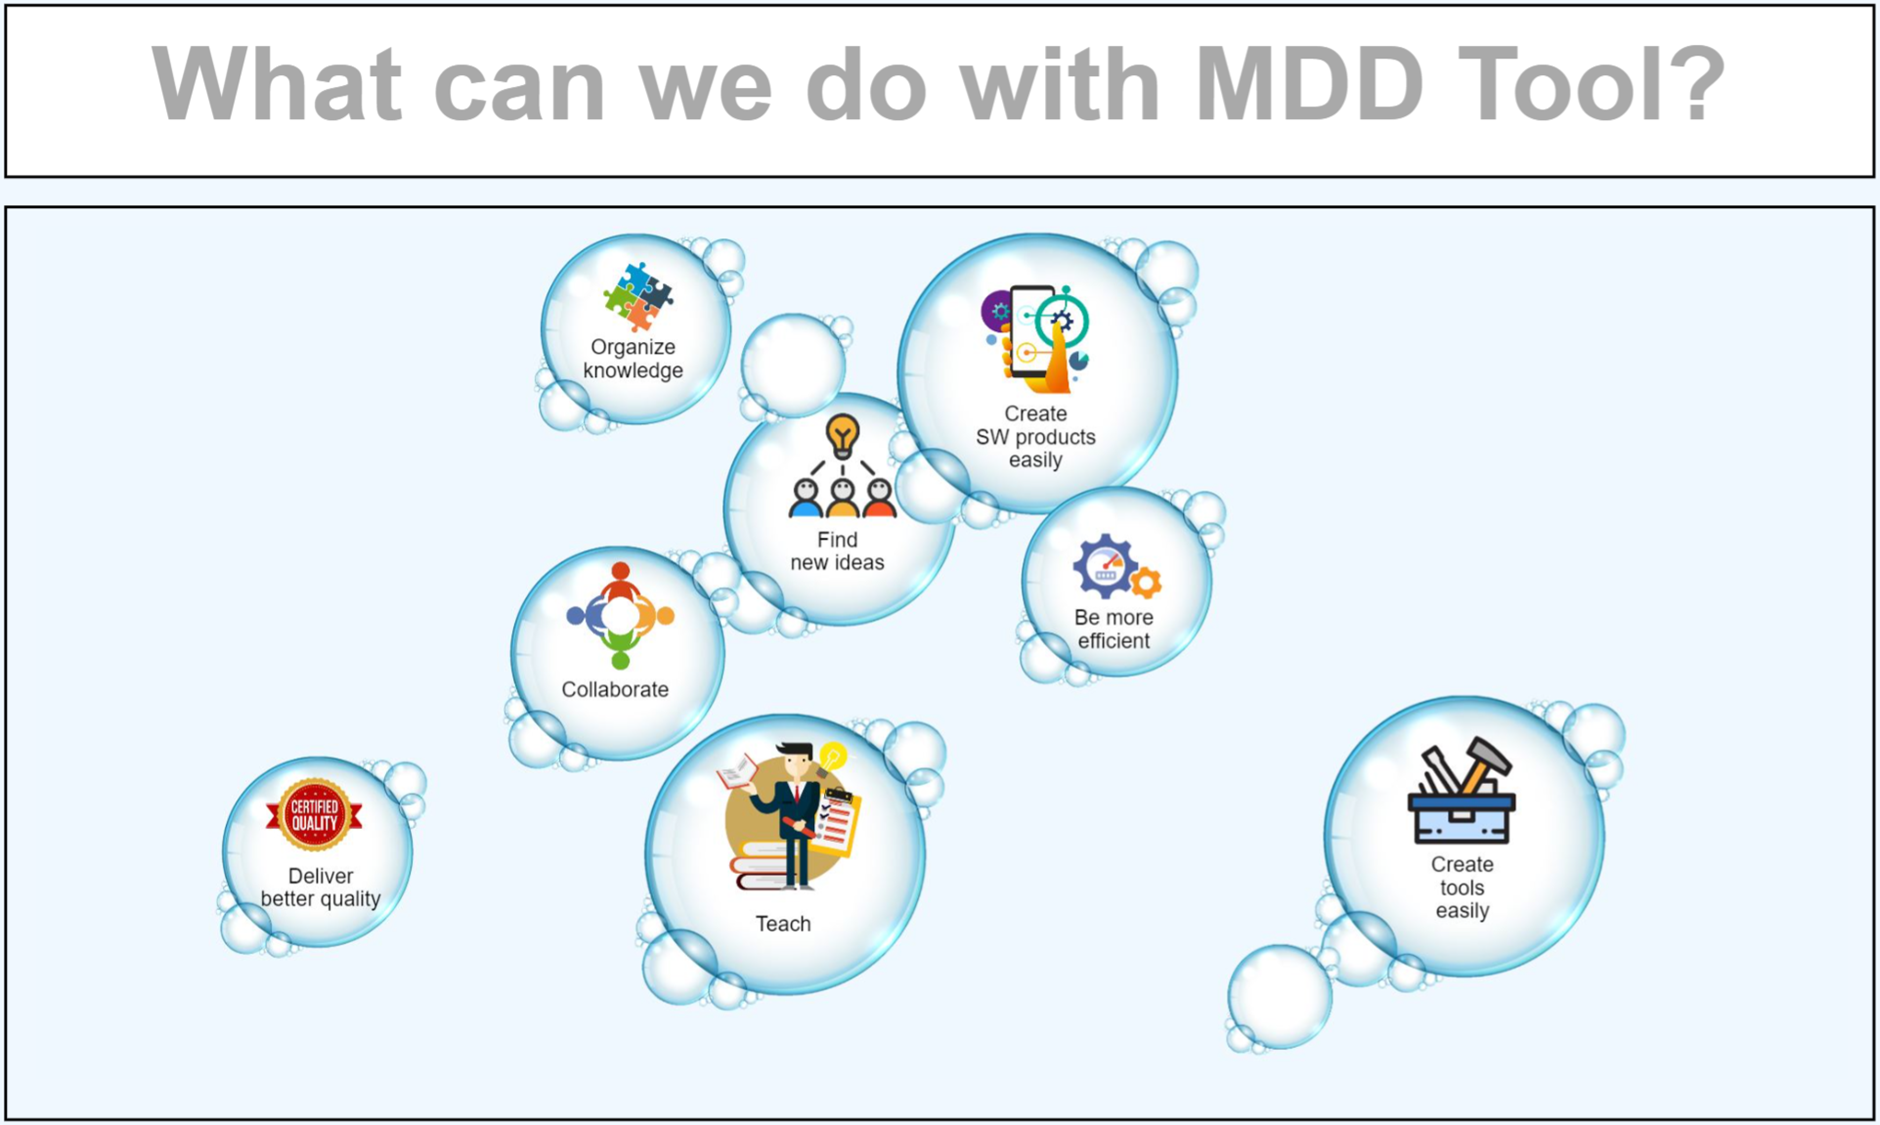 What can we do with MDD Tool?
Organize
knowledge
Create
SW products
easily
Find
new ideas
Be more
efficient
Collaborate
CERTIFIED
QUALITY
Deliver
better quality
Teach
Create
tools
easily